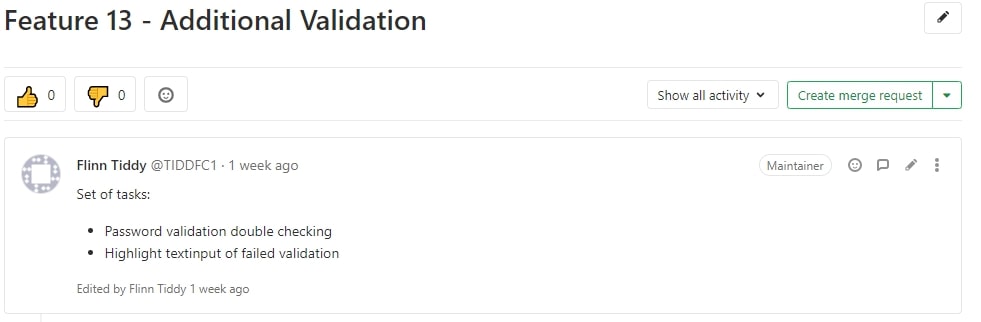 Feature 13 - Additional Validation
0 0 Show all activity Create merge request
Flinn Tiddy @TIDDFC1 · 1 week ago Maintainer
Set of tasks:
• Password validation double checking
• Highlight textinput of failed validation
Edited by Flinn Tiddy 1 week ago